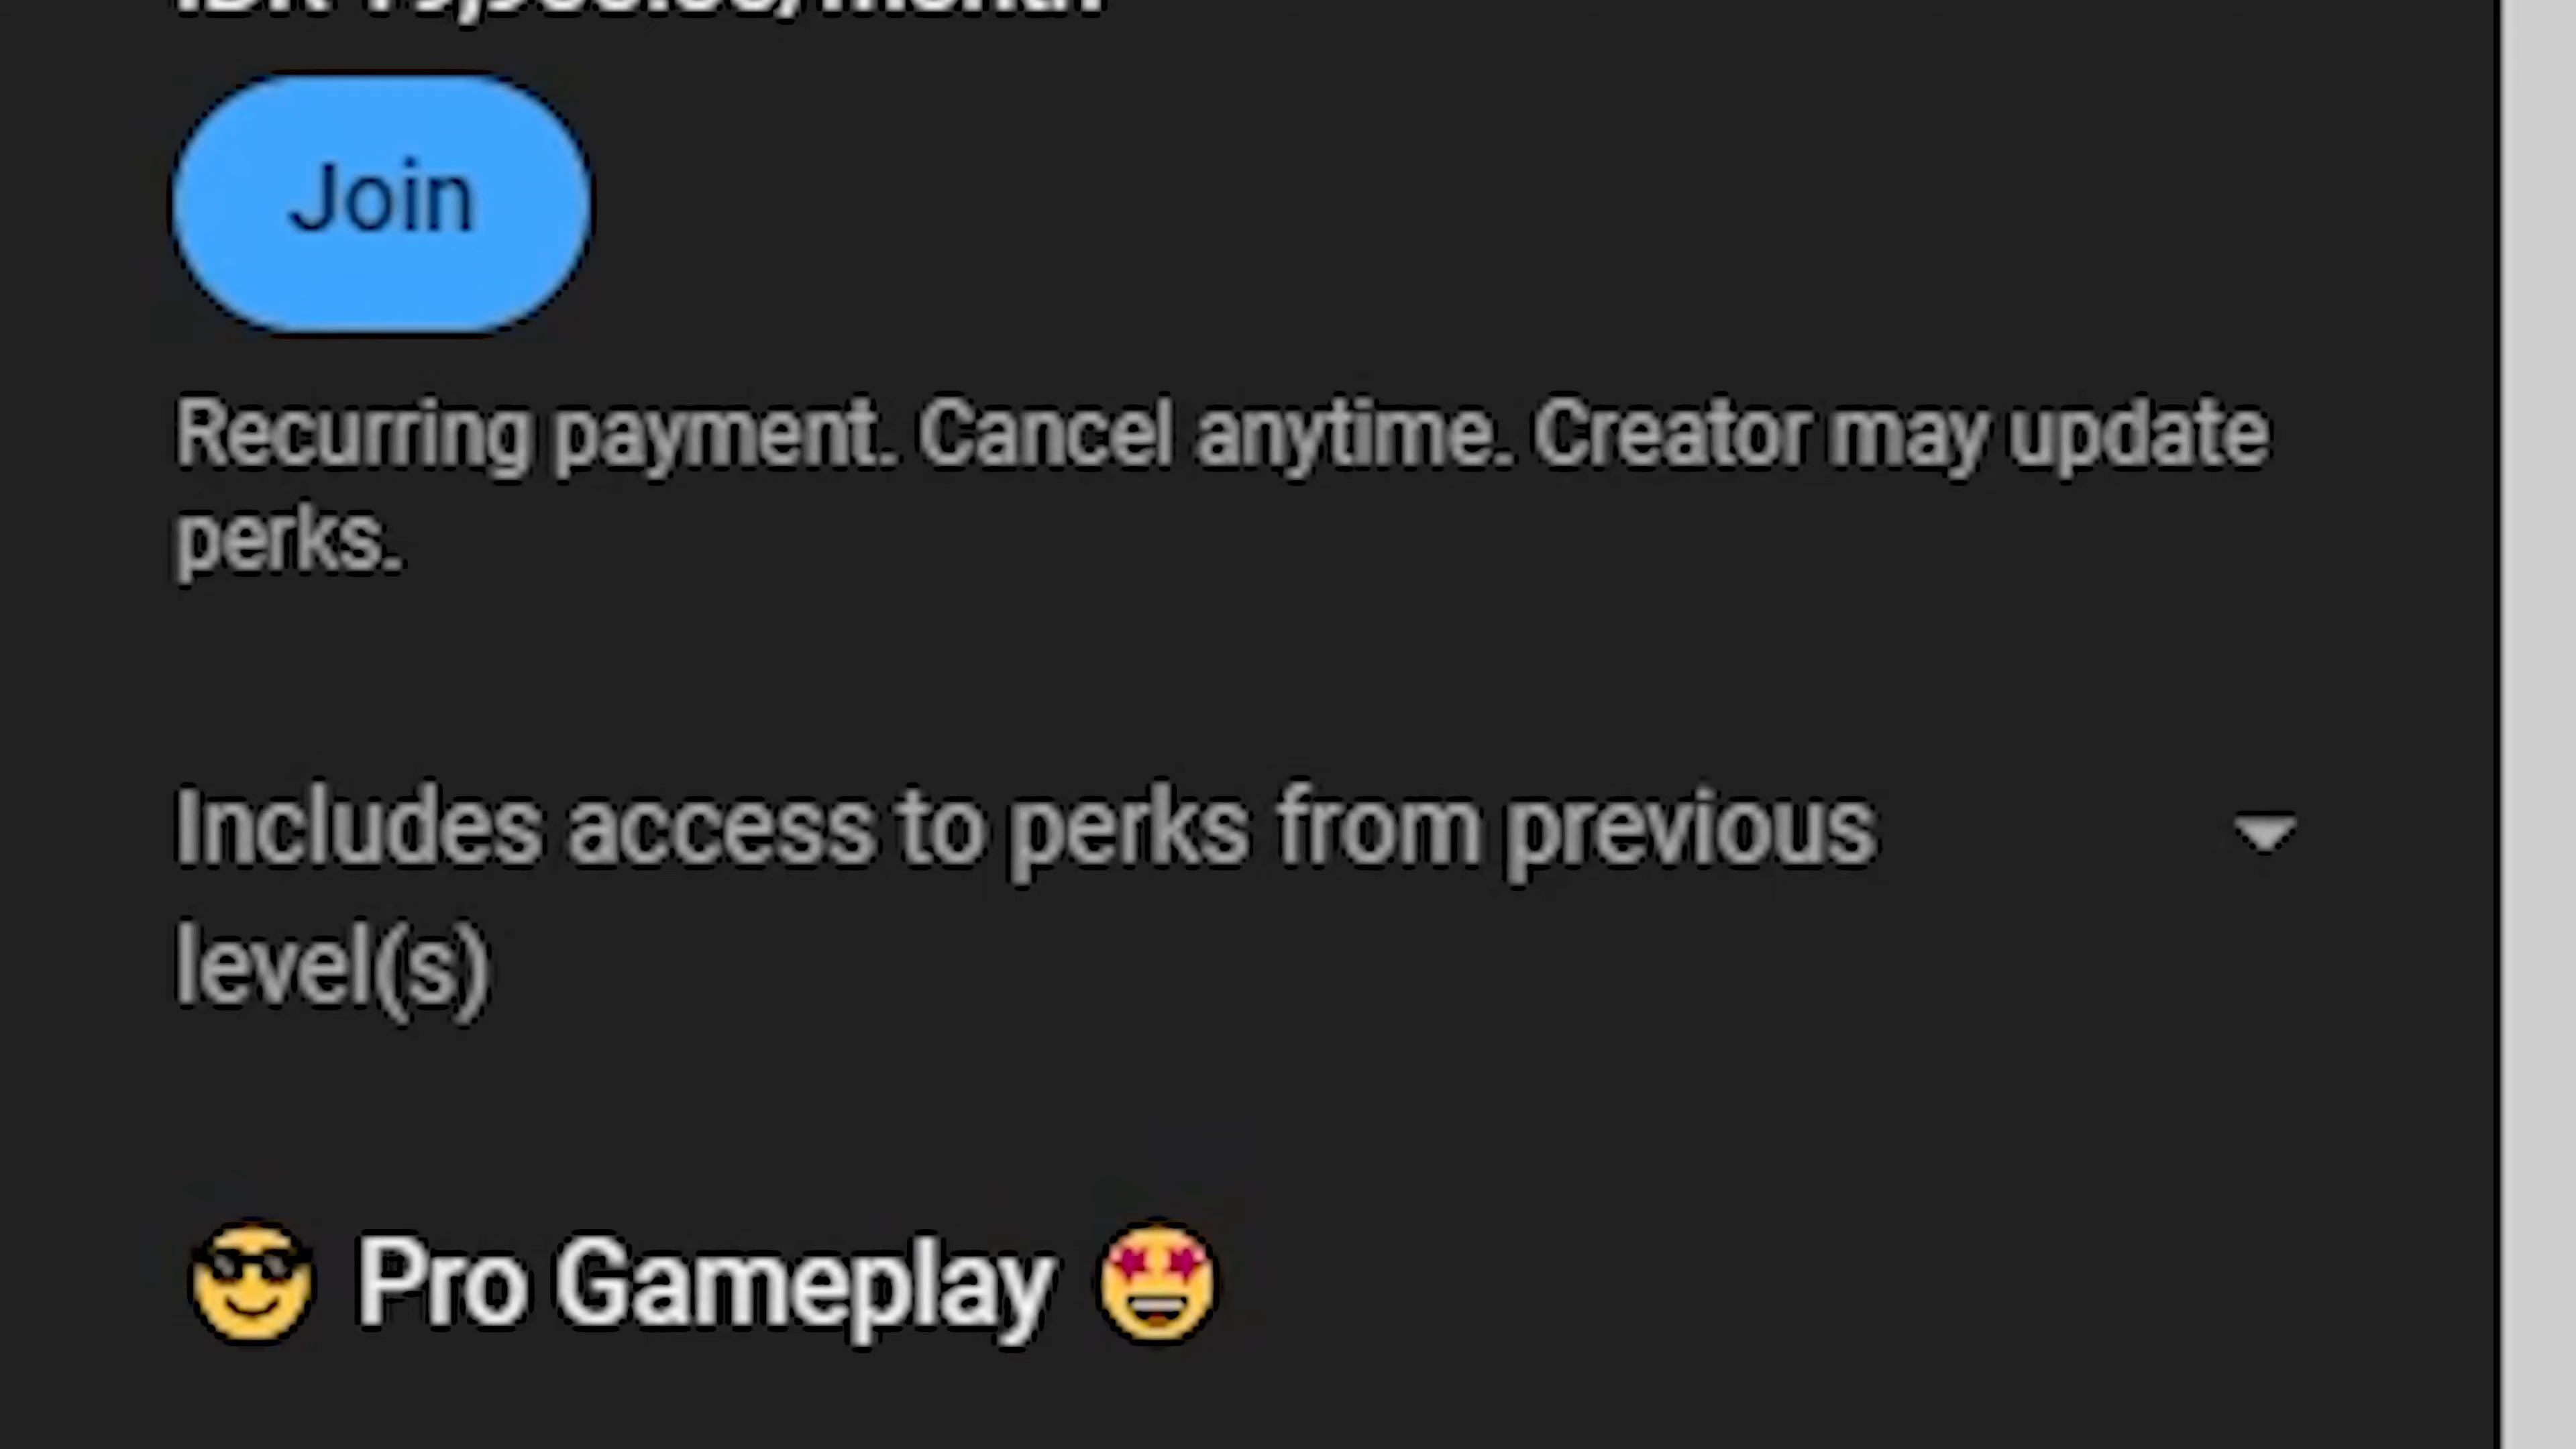 Join
Recurring payment. Cancel anytime. Creator may update
perks.
Includes access to perks from previous
level(s)
😎 Pro Gameplay 🤩